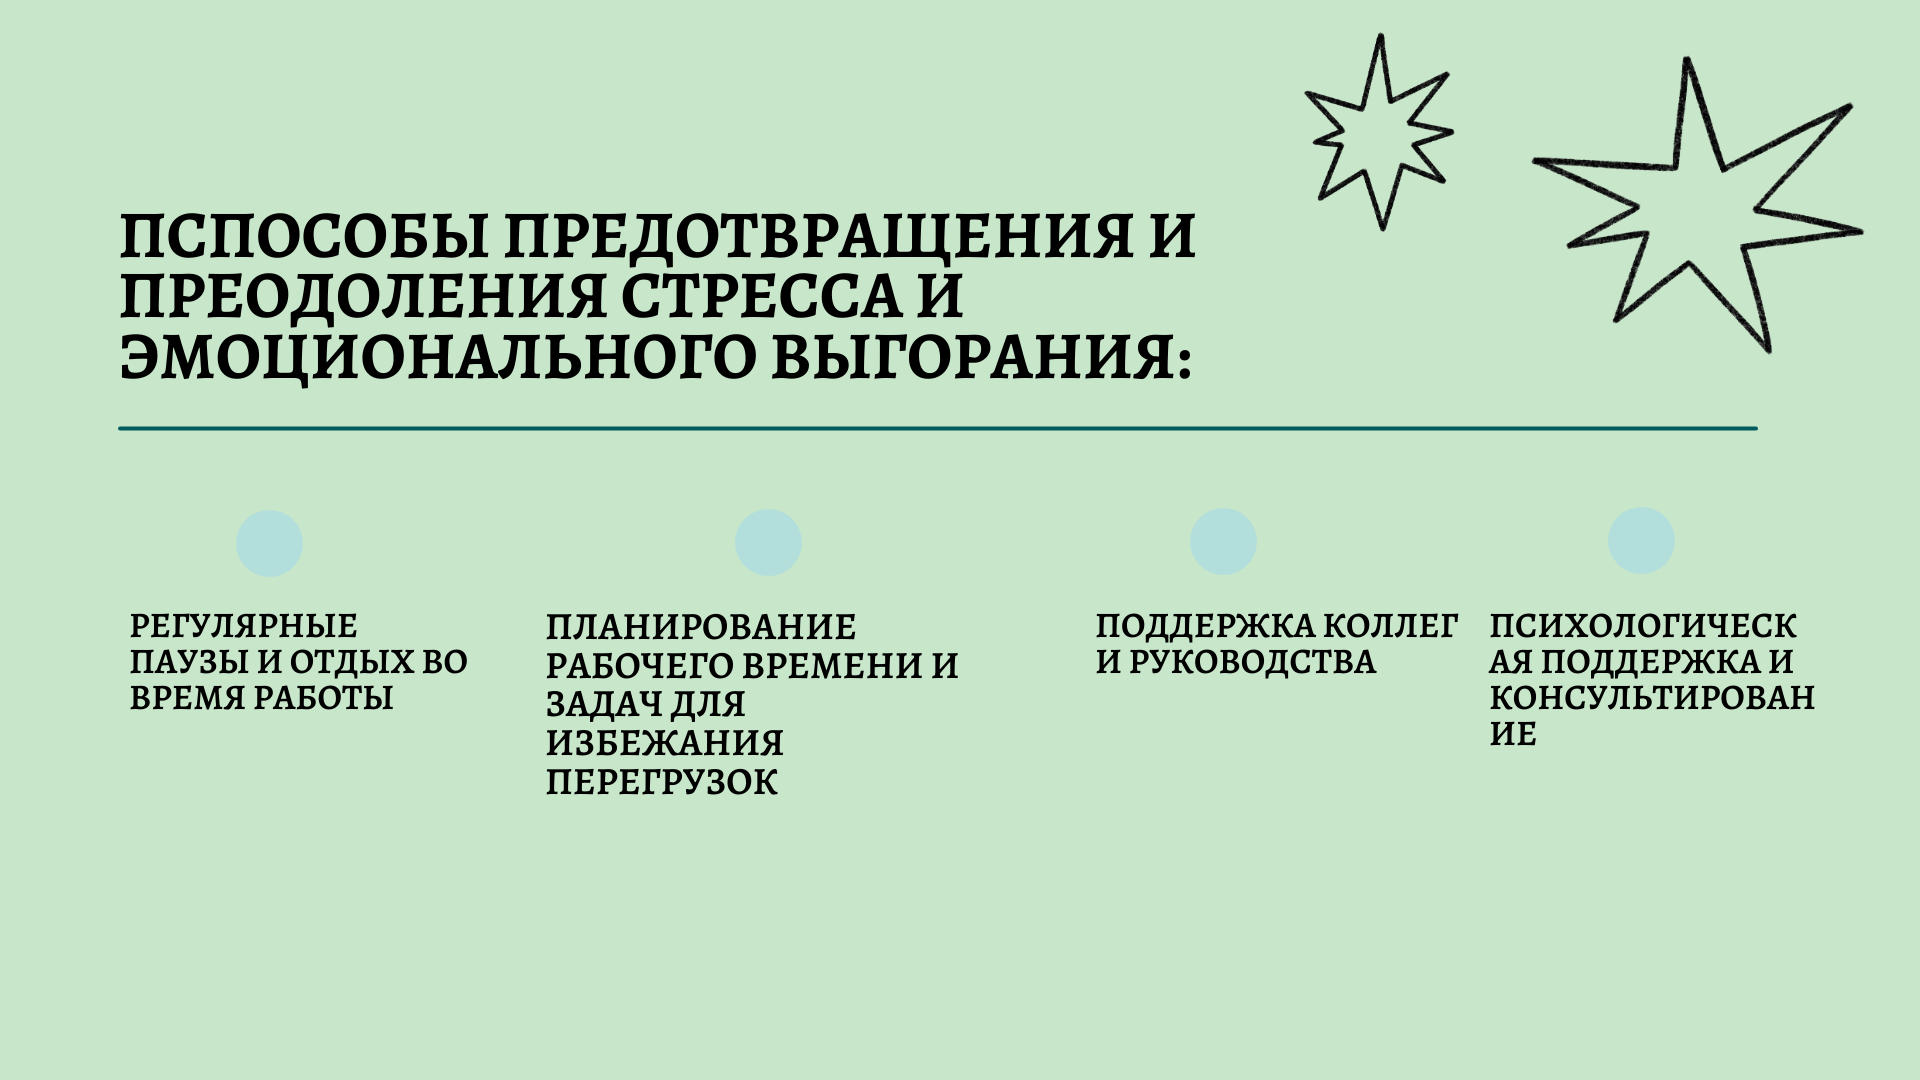 ПСПОСОБЫ ПРЕДОТВРАЩЕНИЯ И
ПРЕОДОЛЕНИЯ СТРЕССА И
ЭМОЦИОНАЛЬНОГО ВЫГОРАНИЯ:
РЕГУЛЯРНЫЕ
ПАУЗЫ И ОТДЫХ ВО
ВРЕМЯ РАБОТЫ
ПЛАНИРОВАНИЕ
РАБОЧЕГО ВРЕМЕНИ И
ЗАДАЧ ДЛЯ
ИЗБЕЖАНИЯ
ПЕРЕГРУЗОК
ПОДДЕРЖКА КОЛЛЕГ
И РУКОВОДСТВА
ПСИХОЛОГИЧЕСК
АЯ ПОДДЕРЖКА И
КОНСУЛЬТИРОВАН
ИЕ